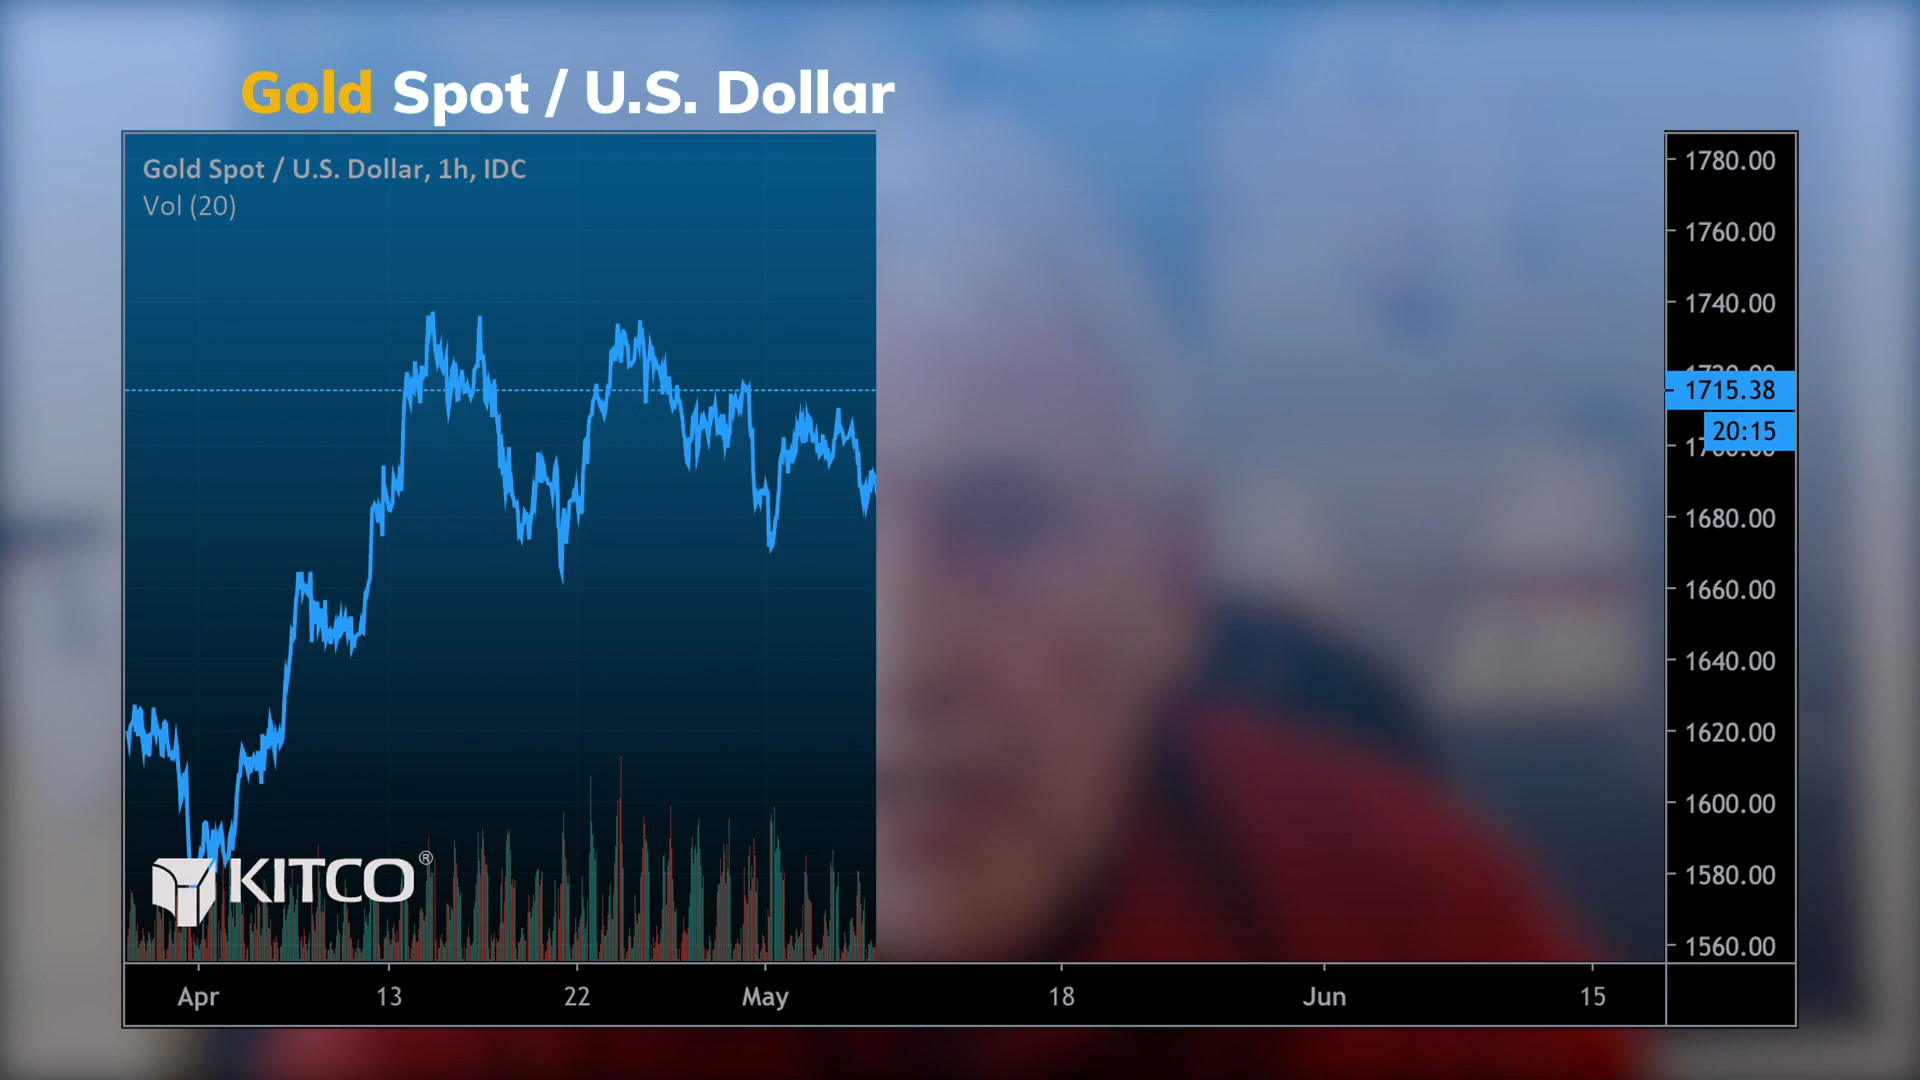 Gold Spot / U.S. Dollar
Gold Spot / U.S. Dollar, 1h, IDC
Vol (20)
1780.00
1760.00
1740.00
1715.38
20:15
1680.00
1660.00
1640.00
1620.00
1600.00
1580.00
1560.00
KITCO®
Apr 13 22 May 18 Jun 15